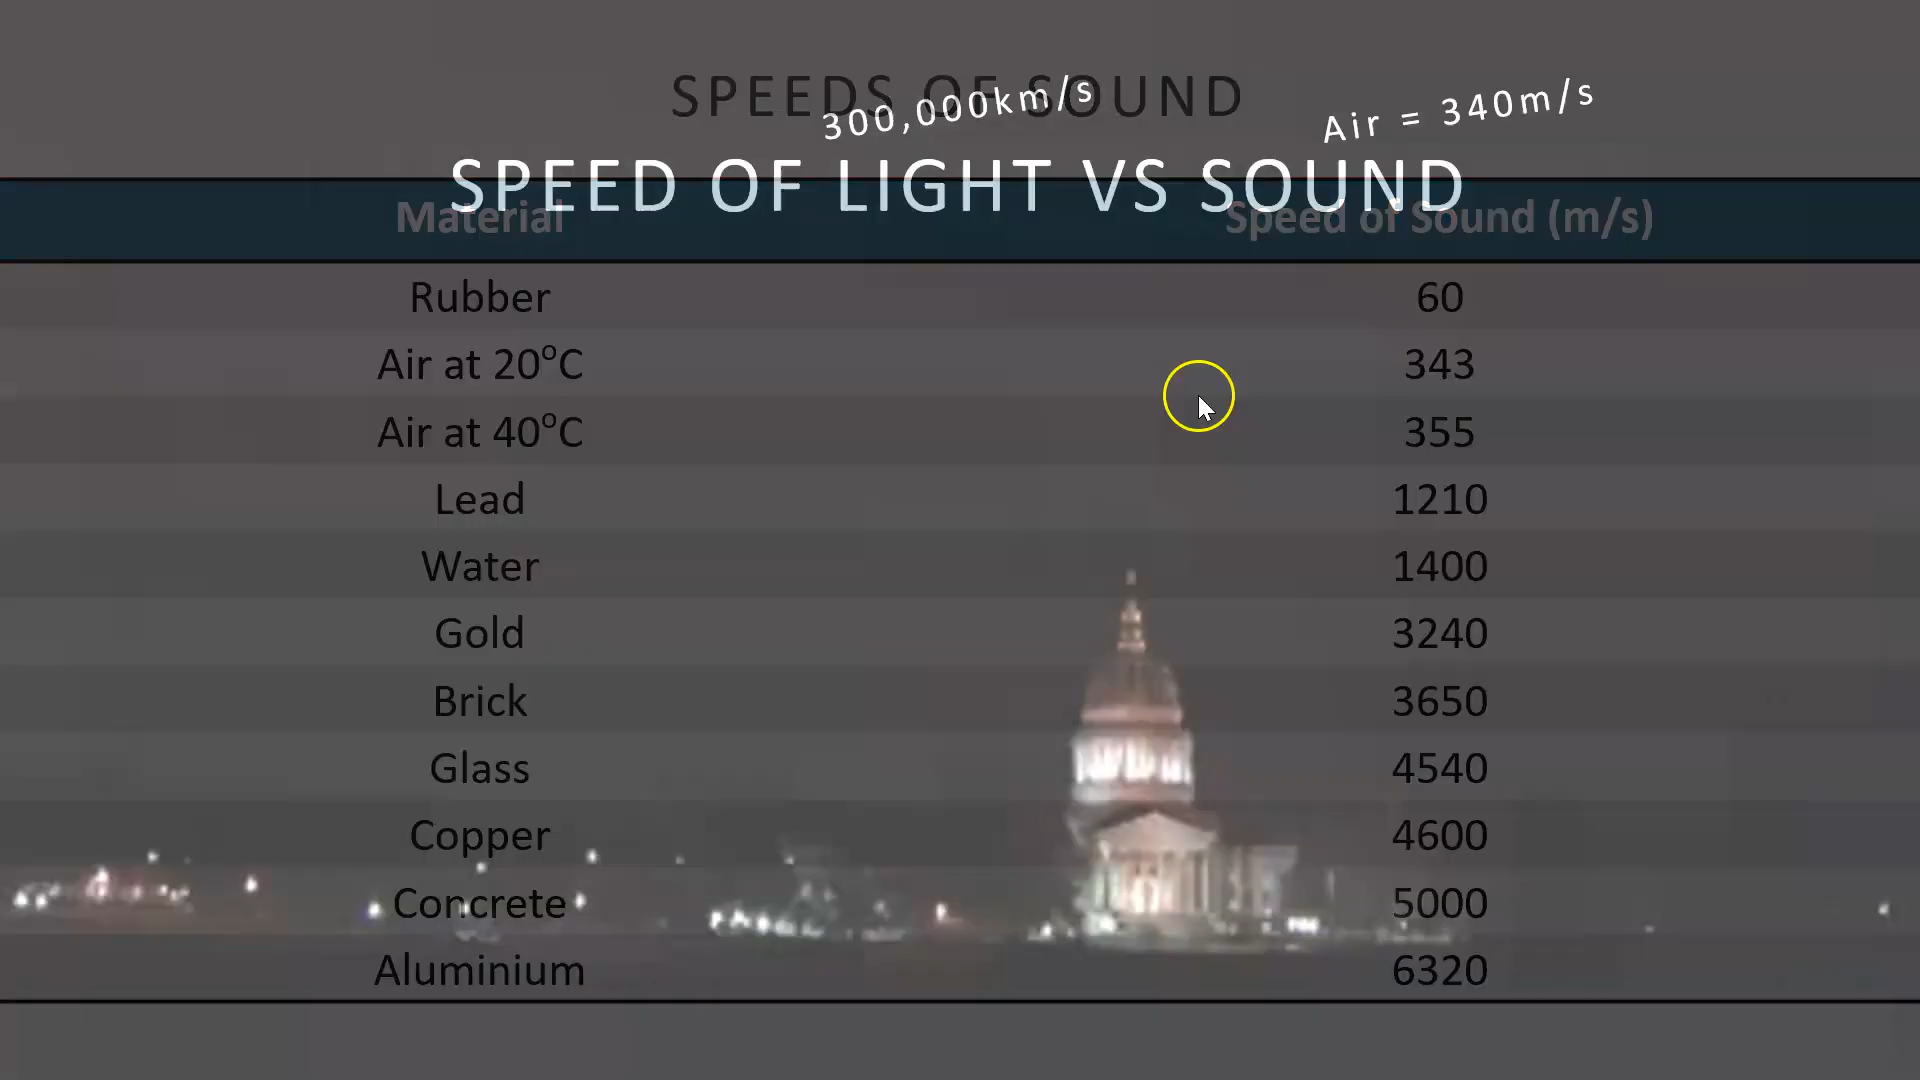 SPEEDS OF SOUND
300,000km/s
Air = 340m/s
SPEED OF LIGHT VS SOUND
Material Speed of Sound (m/s)
Rubber 60
Air at 20°C 343
Air at 40°C 355
Lead 1210
Water 1400
Gold 3240
Brick 3650
Glass 4540
Copper 4600
Concrete 5000
Aluminium 6320